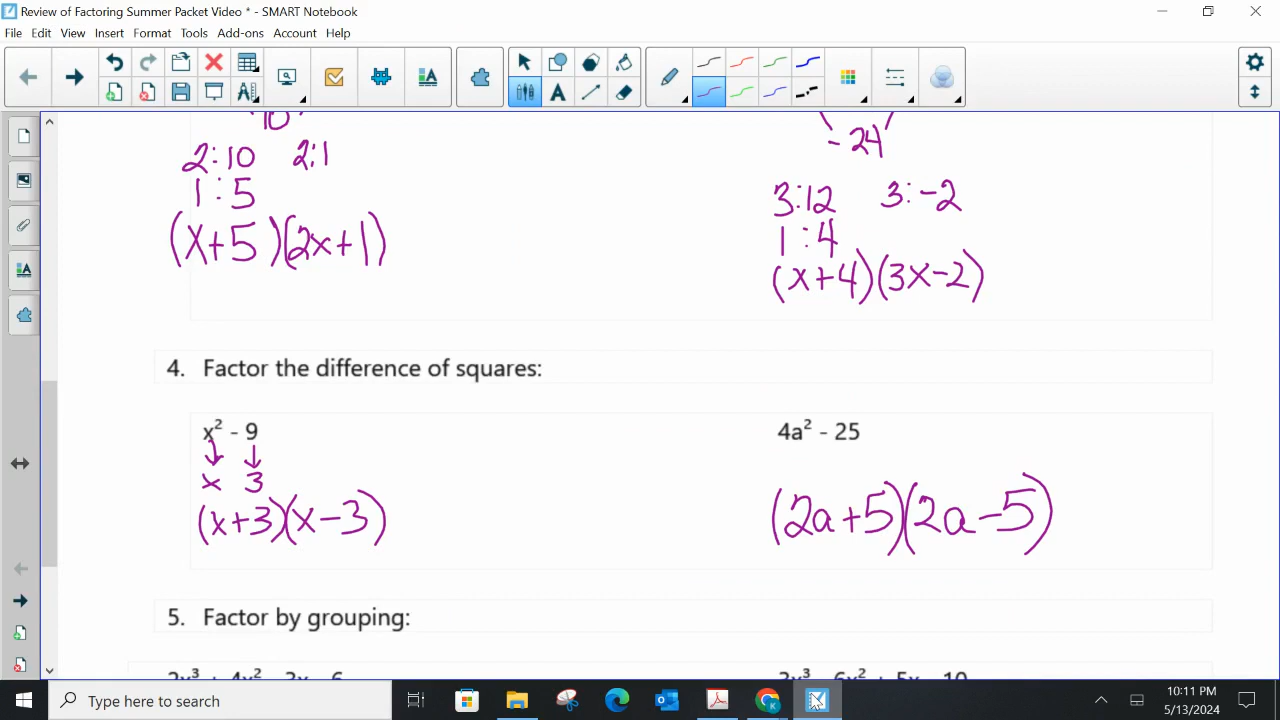 Review of Factoring Summer Packet Video * - SMART Notebook
File Edit View Insert Format Tools Add-ons Account Help
10
2:10 2:1
1:5
(x+5)(2x+1)
-24
3:12 3:-2
1:4
(x+4)(3x-2)
4. Factor the difference of squares:
x² - 9
x 3
(x+3)(x-3)
4a² - 25
(2a+5)(2a-5)
5. Factor by grouping:
Type here to search
10:11 PM
5/13/2024